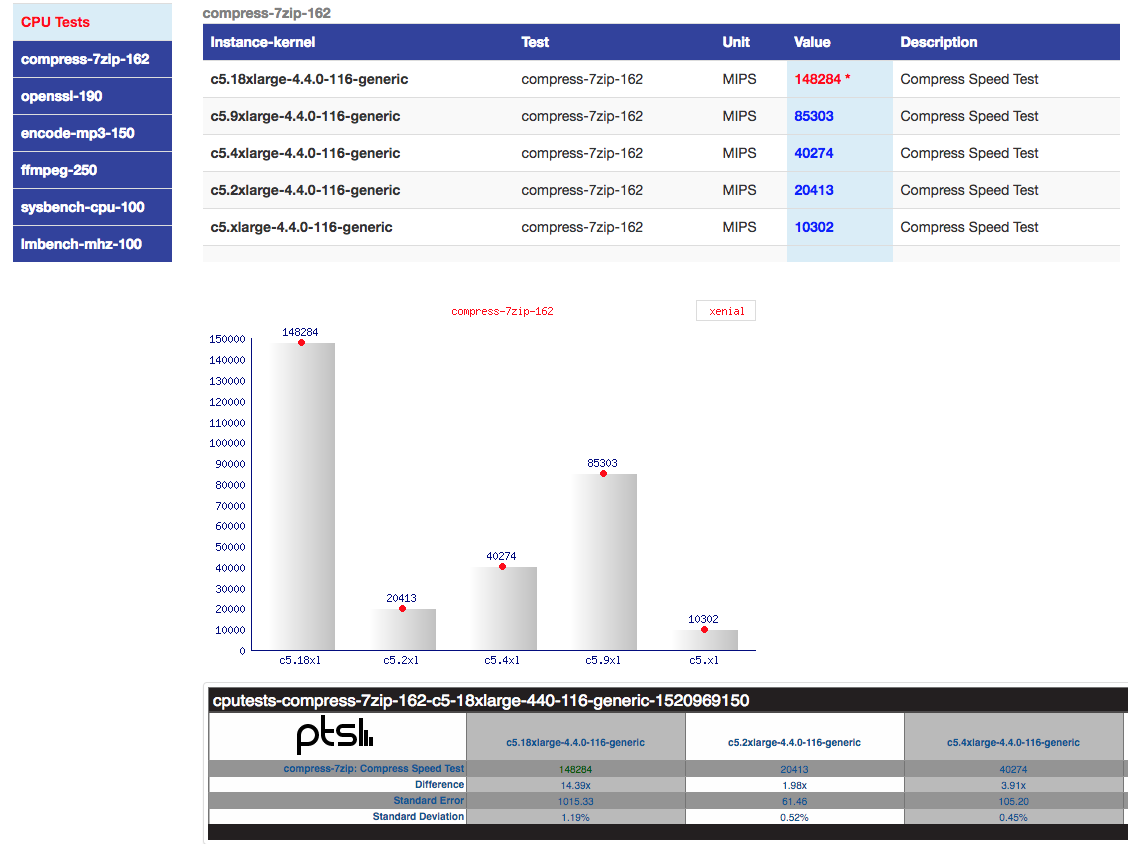 CPU Tests
compress-7zip-162
openssl-190
encode-mp3-150
ffmpeg-250
sysbench-cpu-100
lmbench-mhz-100
compress-7zip-162
Instance-kernel Test Unit Value Description
c5.18xlarge-4.4.0-116-generic compress-7zip-162 MIPS 148284 * Compress Speed Test
c5.9xlarge-4.4.0-116-generic compress-7zip-162 MIPS 85303 Compress Speed Test
c5.4xlarge-4.4.0-116-generic compress-7zip-162 MIPS 40274 Compress Speed Test
c5.2xlarge-4.4.0-116-generic compress-7zip-162 MIPS 20413 Compress Speed Test
c5.xlarge-4.4.0-116-generic compress-7zip-162 MIPS 10302 Compress Speed Test
compress-7zip-162
xenial
150000
140000
130000
120000
110000
100000
90000
80000
70000
60000
50000
40000
30000
20000
10000
0
148284
20413
40274
85303
10302
c5.18xl c5.2xl c5.4xl c5.9xl c5.xl
cputests-compress-7zip-162-c5-18xlarge-440-116-generic-1520969150
ptsl
c5.18xlarge-4.4.0-116-generic c5.2xlarge-4.4.0-116-generic c5.4xlarge-4.4.0-116-generic
compress-7zip: Compress Speed Test 148284 20413 40274
Difference 14.39x 1.98x 3.91x
Standard Error 1015.33 61.46 105.20
Standard Deviation 1.19% 0.52% 0.45%